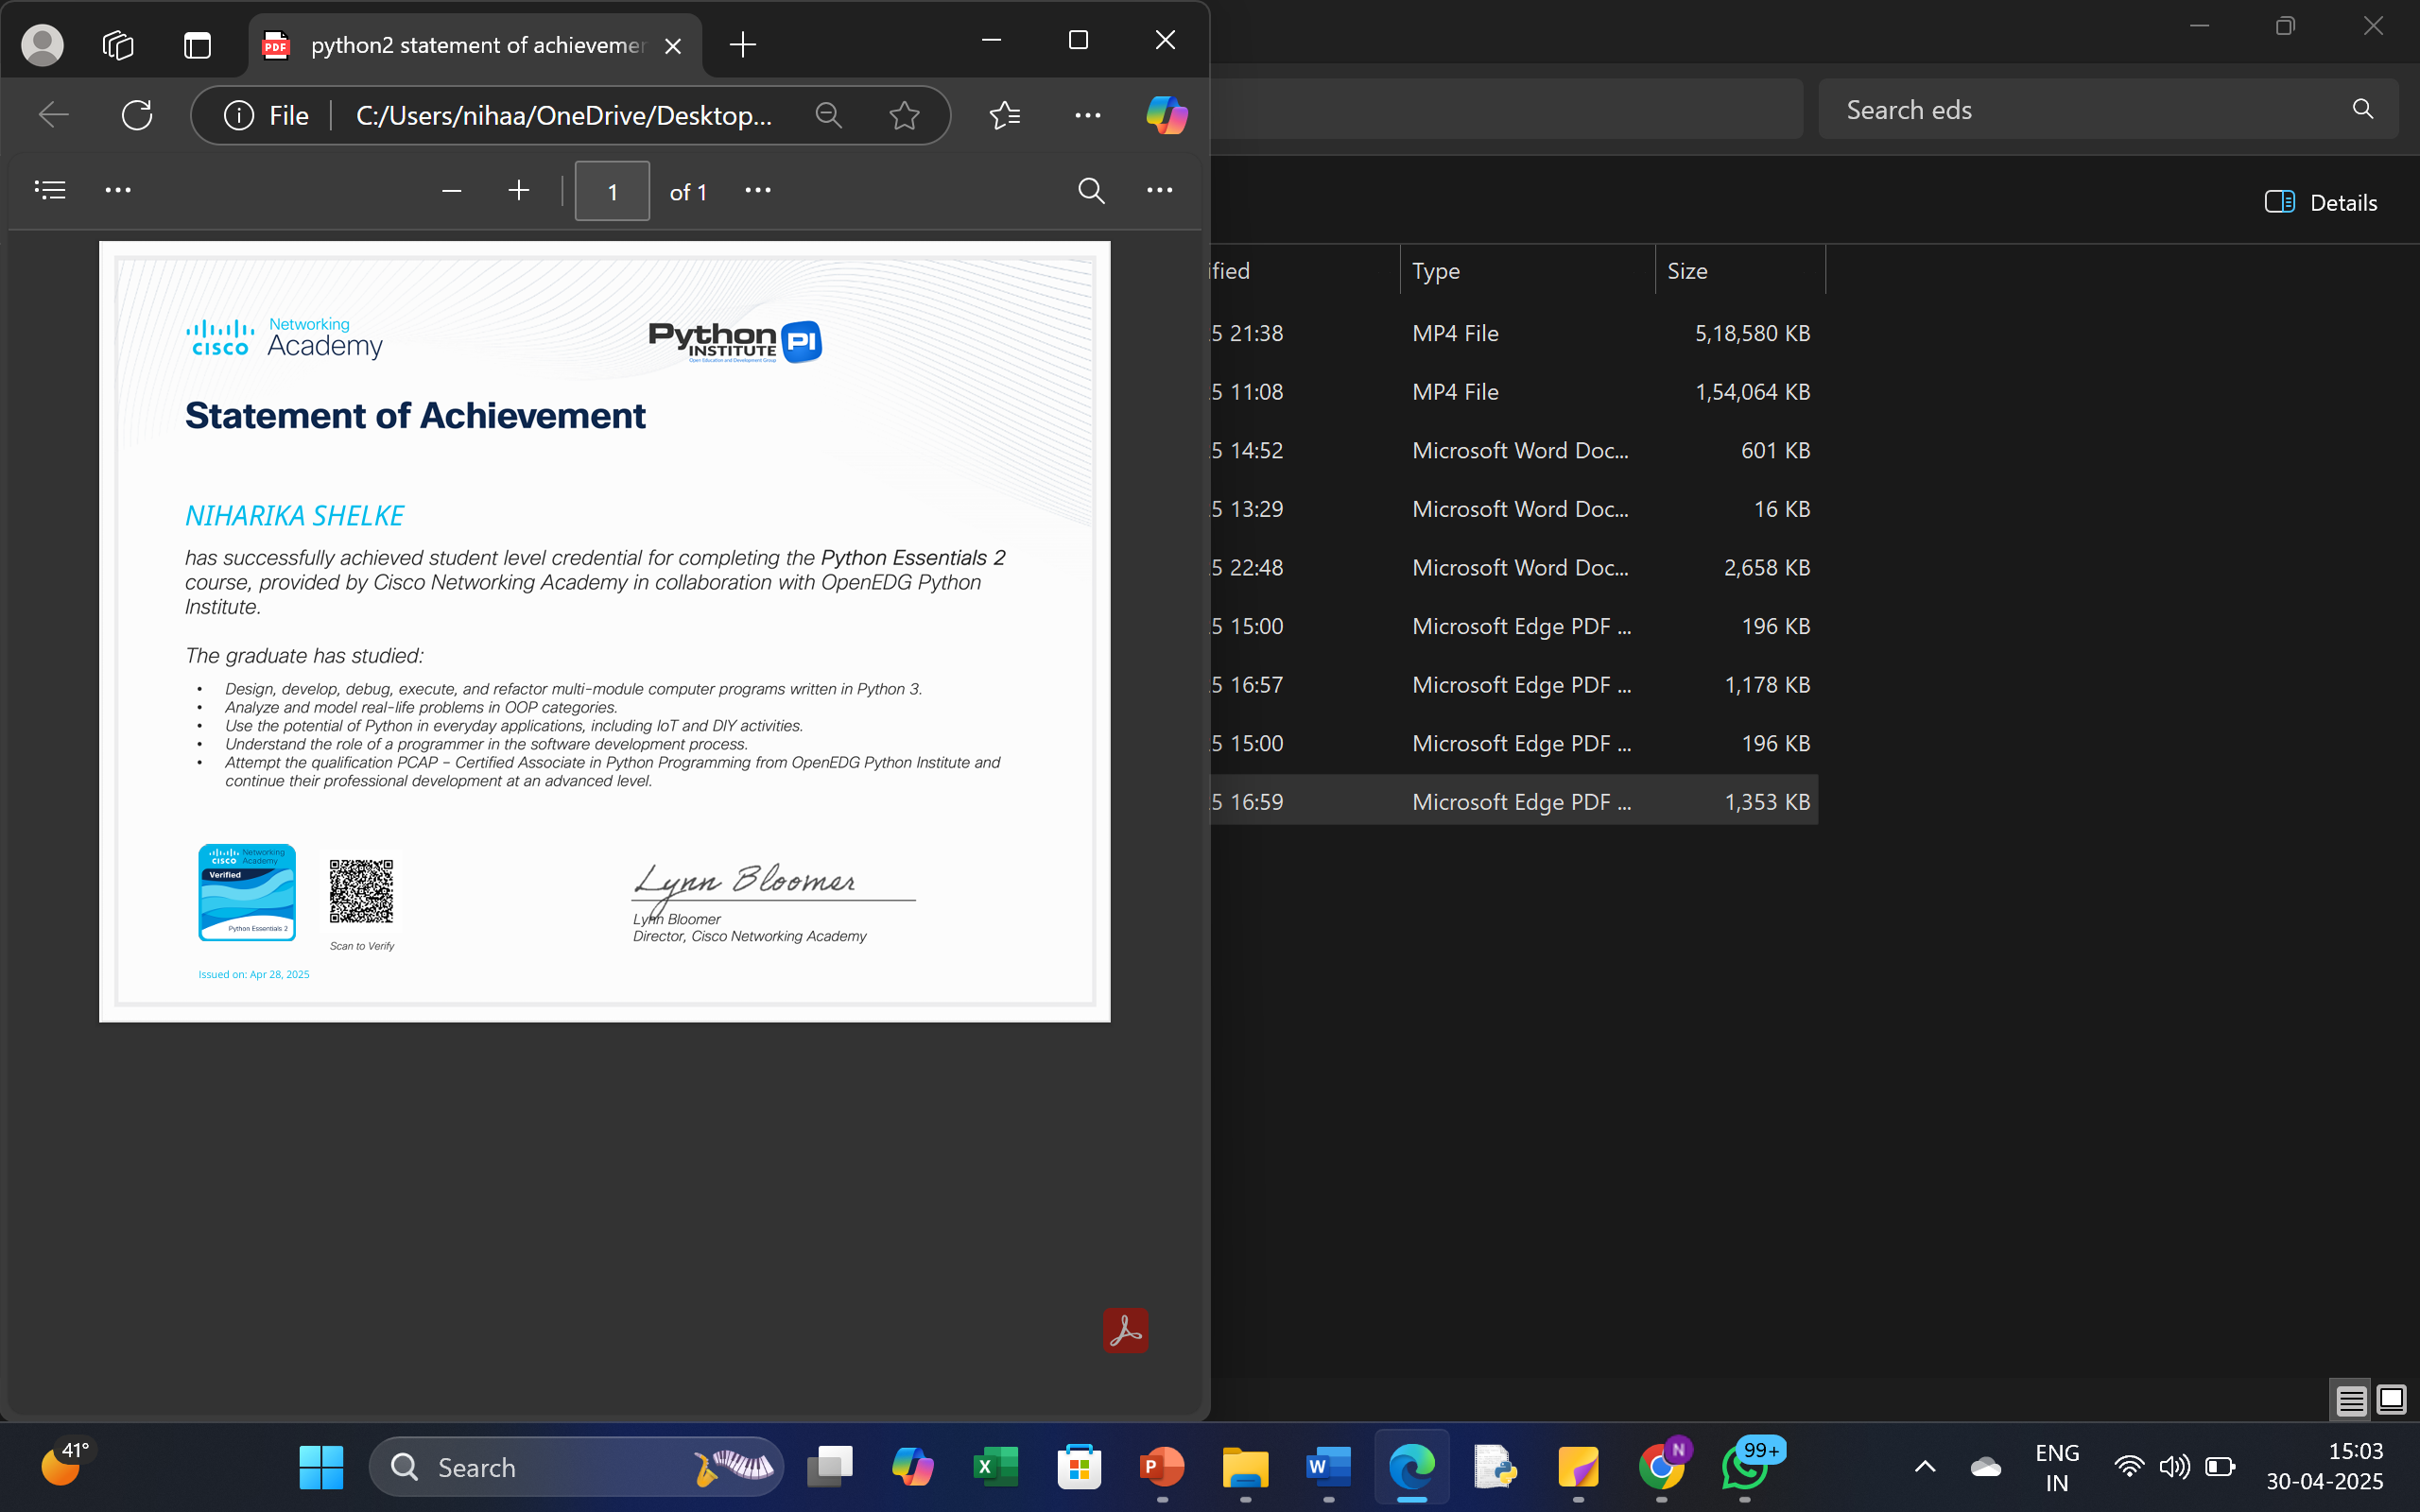 python2 statement of achievemer
File
C:/Users/nihaa/OneDrive/Desktop...
1
of 1
Search eds
Details
ified
Type
Size
5 21:38
MP4 File
5,18,580 KB
5 11:08
MP4 File
1,54,064 KB
5 14:52
Microsoft Word Doc...
601 KB
5 13:29
Microsoft Word Doc...
16 KB
5 22:48
Microsoft Word Doc...
2,658 KB
5 15:00
Microsoft Edge PDF ...
196 KB
5 16:57
Microsoft Edge PDF ...
1,178 KB
5 15:00
Microsoft Edge PDF ...
196 KB
5 16:59
Microsoft Edge PDF ...
1,353 KB
CISCO
Networking
Academy
Python
INSTITUTE
Open Education and Development Group
PI
Statement of Achievement
NIHARIKA SHELKE
has successfully achieved student level credential for completing the Python Essentials 2
course, provided by Cisco Networking Academy in collaboration with OpenEDG Python
Institute.
The graduate has studied:
• Design, develop, debug, execute, and refactor multi-module computer programs written in Python 3.
• Analyze and model real-life problems in OOP categories.
• Use the potential of Python in everyday applications, including IoT and DIY activities.
• Understand the role of a programmer in the software development process.
• Attempt the qualification PCAP – Certified Associate in Python Programming from OpenEDG Python Institute and
continue their professional development at an advanced level.
CISCO
Networking
Academy
Verified
Python Essentials 2
Scan to Verify
Issued on: Apr 28, 2025
Lynn Bloomer
Lynn Bloomer
Director, Cisco Networking Academy
41°
Search
N
99+
ENG
IN
15:03
30-04-2025